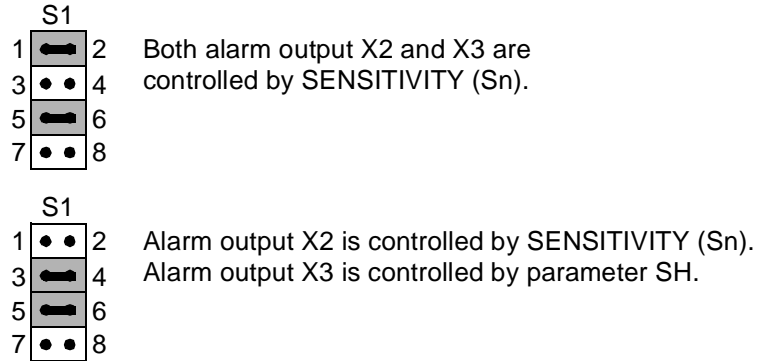 S1
1 2
3 4
5 6
7 8
Both alarm output X2 and X3 are
controlled by SENSITIVITY (Sn).
S1
1 2
3 4
5 6
7 8
Alarm output X2 is controlled by SENSITIVITY (Sn).
Alarm output X3 is controlled by parameter SH.